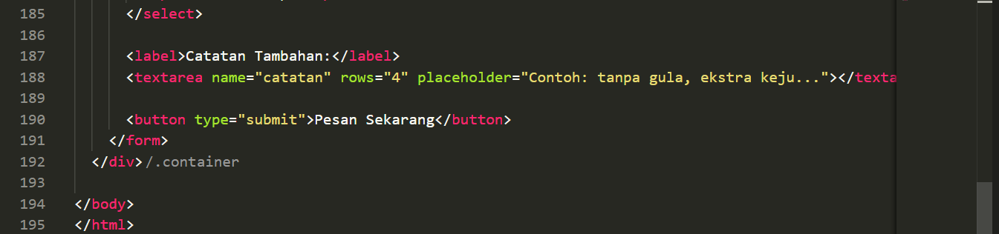 185 </select>
186
187 <label>Catatan Tambahan:</label>
188 <textarea name="catatan" rows="4" placeholder="Contoh: tanpa gula, ekstra keju..."></texta
189
190 <button type="submit">Pesan Sekarang</button>
191 </form>
192 </div>/.container
193
194 </body>
195 </html>